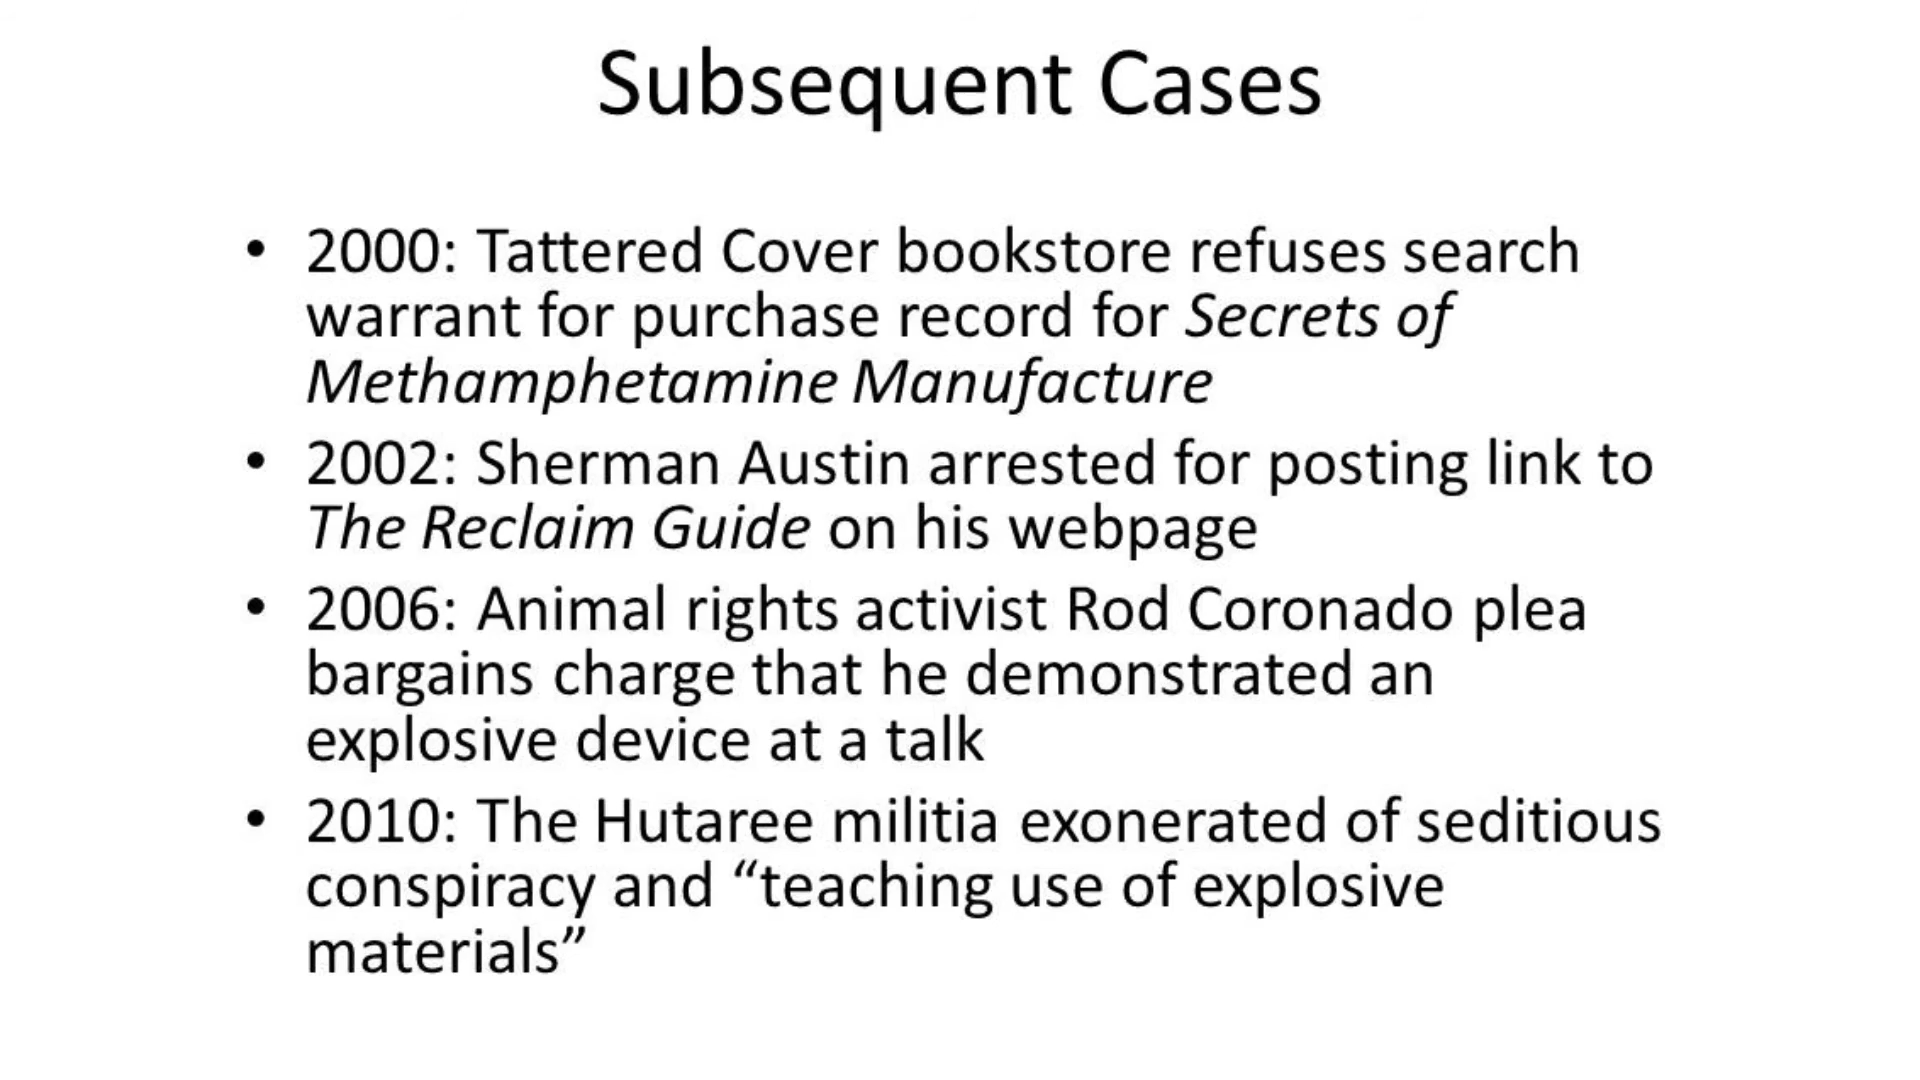 Subsequent Cases
• 2000: Tattered Cover bookstore refuses search
warrant for purchase record for Secrets of
Methamphetamine Manufacture
• 2002: Sherman Austin arrested for posting link to
The Reclaim Guide on his webpage
• 2006: Animal rights activist Rod Coronado plea
bargains charge that he demonstrated an
explosive device at a talk
• 2010: The Hutaree militia exonerated of seditious
conspiracy and “teaching use of explosive
materials”